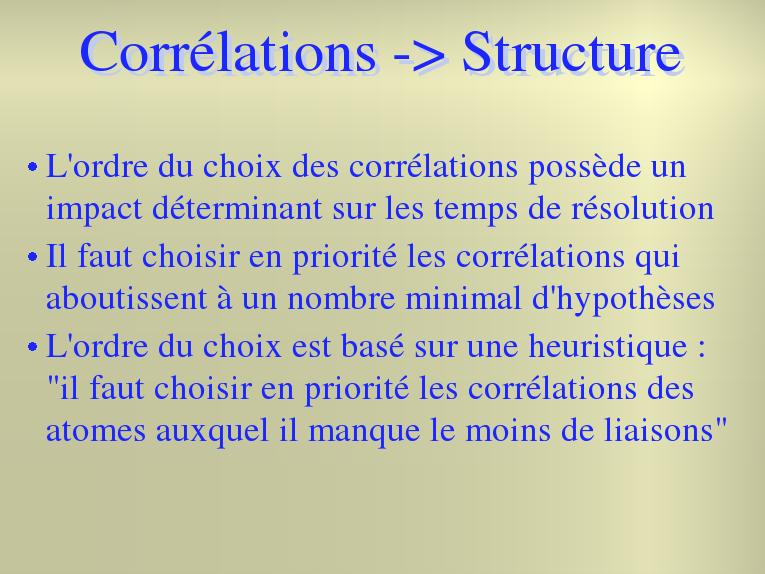 Corrélations -> Structure
• L'ordre du choix des corrélations possède un
impact déterminant sur les temps de résolution
• Il faut choisir en priorité les corrélations qui
aboutissent à un nombre minimal d'hypothèses
• L'ordre du choix est basé sur une heuristique :
"il faut choisir en priorité les corrélations des
atomes auxquel il manque le moins de liaisons"